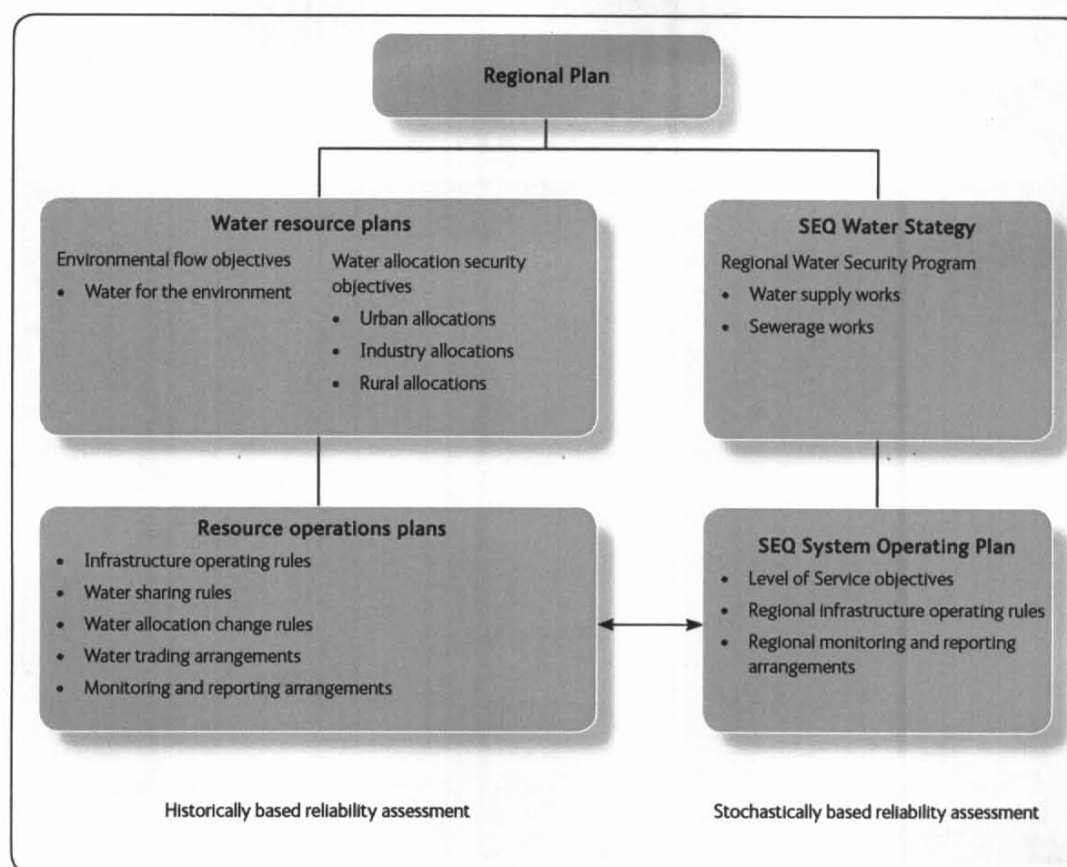 Regional Plan
Water resource plans
Environmental flow objectives
• Water for the environment
Water allocation security
objectives
• Urban allocations
• Industry allocations
• Rural allocations
SEQ Water Stategy
Regional Water Security Program
• Water supply works
• Sewerage works
Resource operations plans
• Infrastructure operating rules
• Water sharing rules
• Water allocation change rules
• Water trading arrangements
• Monitoring and reporting arrangements
SEQ System Operating Plan
• Level of Service objectives
• Regional infrastructure operating rules
• Regional monitoring and reporting
arrangements
Historically based reliability assessment
Stochastically based reliability assessment